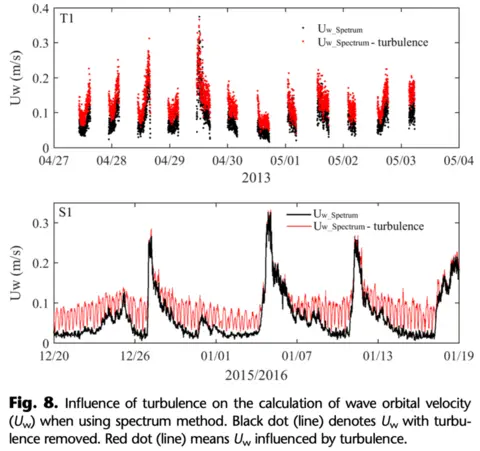 0.4
T1
Uw_Spetrum
Uw_Spectrum - turbulence
0.3
0.2
0.1
0
Uw (m/s)
04/27 04/28 04/29 04/30 05/01 05/02 05/03 05/04
2013
S1
Uw_Spetrum
Uw_Spectrum - turbulence
0.3
0.2
0.1
0
Uw (m/s)
12/20 12/26 01/01 01/07 01/13 01/19
2015/2016
Fig. 8. Influence of turbulence on the calculation of wave orbital velocity
(Uw) when using spectrum method. Black dot (line) denotes Uw with turbu-
lence removed. Red dot (line) means Uw influenced by turbulence.